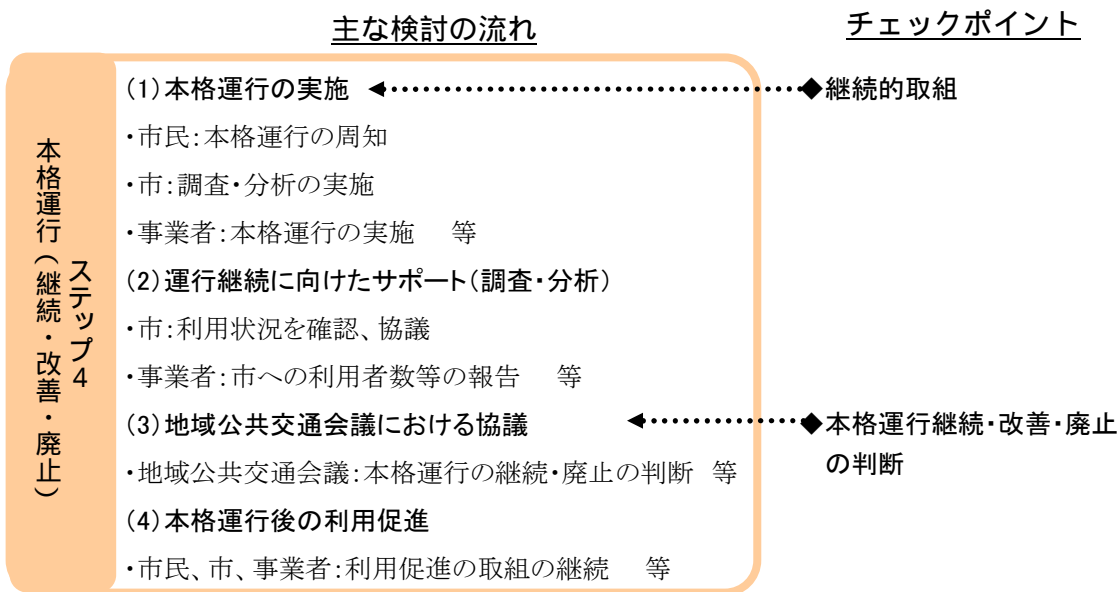 主な検討の流れ
チェックポイント
ステップ4
本格運行(継続・改善・廃止)
(1)本格運行の実施
◆継続的取組
・市民:本格運行の周知
・市:調査・分析の実施
・事業者:本格運行の実施 等
(2)運行継続に向けたサポート(調査・分析)
・市:利用状況を確認、協議
・事業者:市への利用者数等の報告 等
(3)地域公共交通会議における協議
◆本格運行継続・改善・廃止
の判断
・地域公共交通会議:本格運行の継続・廃止の判断 等
(4)本格運行後の利用促進
・市民、市、事業者:利用促進の取組の継続 等